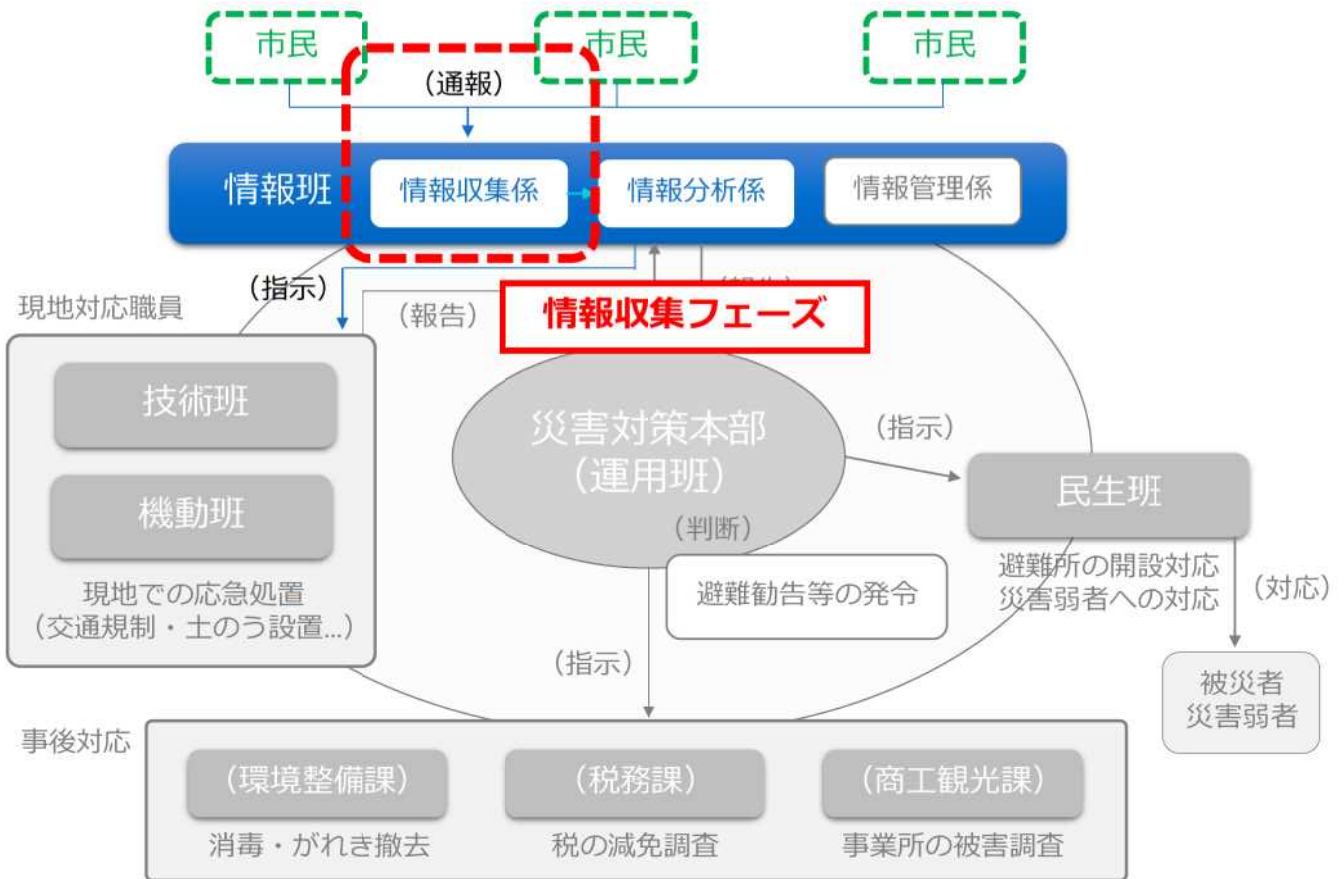 市民
市民
市民
（通報）
情報班
情報収集係
情報分析係
情報管理係
（指示）
（報告）
情報収集フェーズ
現地対応職員
技術班
機動班
現地での応急処置
（交通規制・土のう設置...）
災害対策本部
（運用班）
（判断）
避難勧告等の発令
（指示）
民生班
避難所の開設対応
災害弱者への対応
（対応）
被災者
災害弱者
（指示）
事後対応
（環境整備課）
（税務課）
（商工観光課）
消毒・がれき撤去
税の減免調査
事業所の被害調査